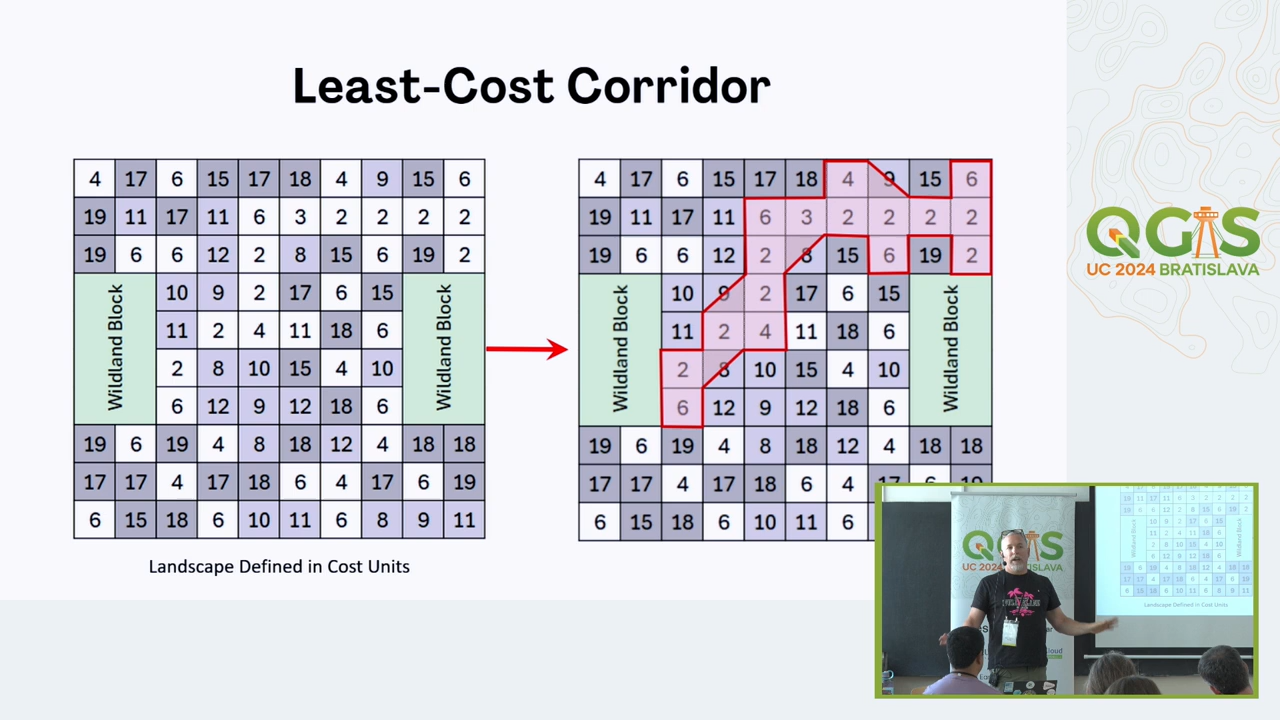 Least-Cost Corridor
4 17 6 15 17 18 4 9 15 6
19 11 17 11 6 3 2 2 2 2
19 6 6 12 2 8 15 6 19 2
Wildland Block 10 9 2 17 6 15 Wildland Block
11 2 4 11 18 6
2 8 10 15 4 10
6 12 9 12 18 6
19 6 19 4 8 18 12 4 18 18
17 17 4 17 18 6 4 17 6 19
6 15 18 6 10 11 6 8 9 11
Landscape Defined in Cost Units
4 17 6 15 17 18 4 9 15 6
19 11 17 11 6 3 2 2 2 2
19 6 6 12 2 8 15 6 19 2
Wildland Block 10 9 2 17 6 15 Wildland Block
11 2 4 11 18 6
2 8 10 15 4 10
6 12 9 12 18 6
19 6 19 4 8 18 12 4 18 18
17 17 4 17 18 6 4 17 6 19
6 15 18 6 10 11 6
QGIS
UC 2024 BRATISLAVA
QGIS
UC 2024
Landscape Defined in Cost Units